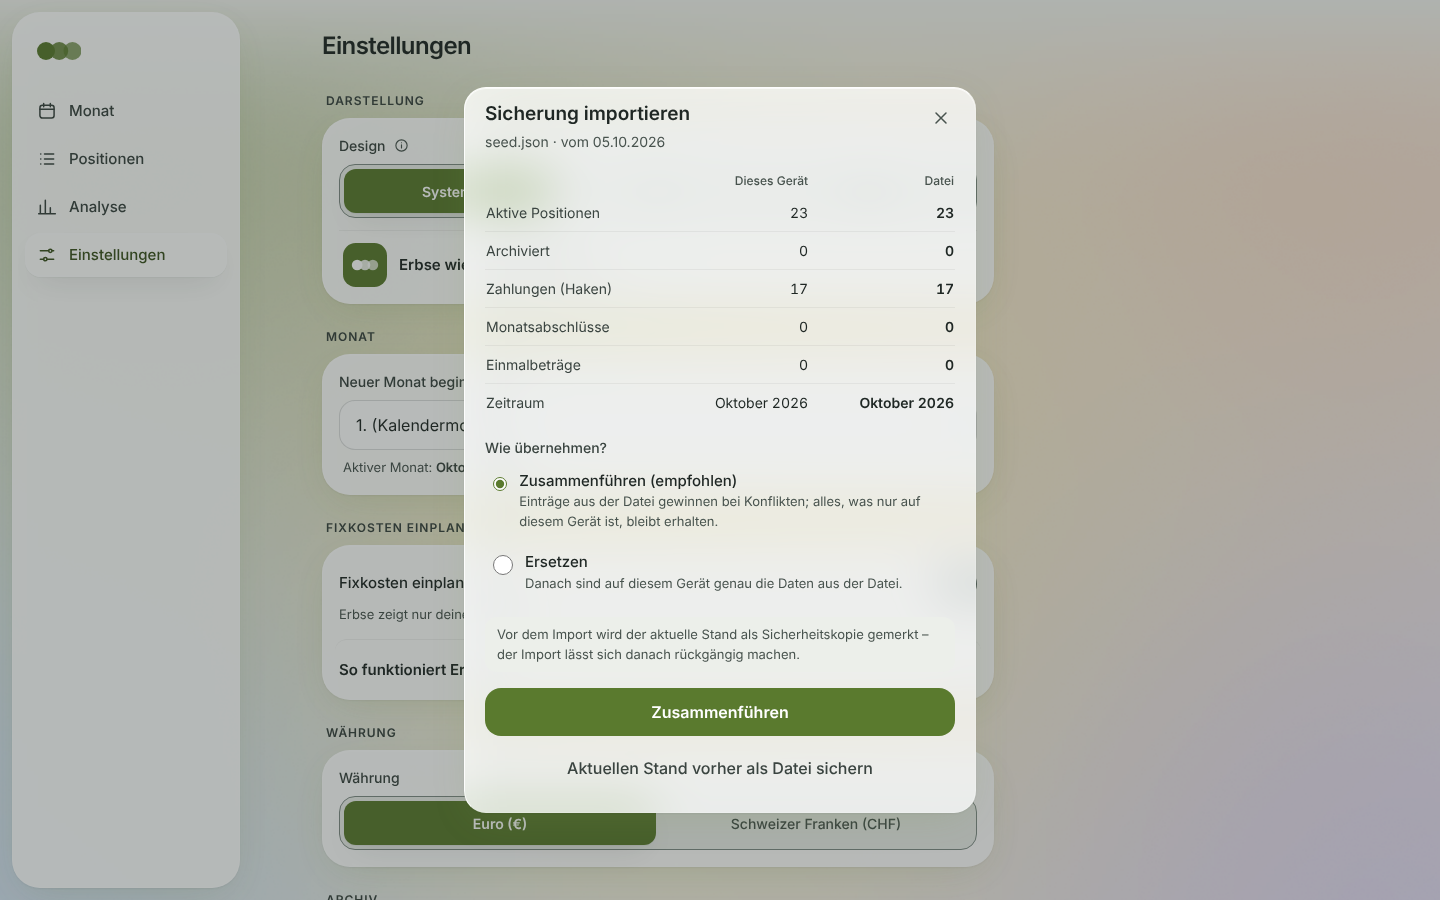 Monat
Positionen
Analyse
Einstellungen
Einstellungen
DARSTELLUNG
Design
System
Erbse wie
MONAT
Neuer Monat begin
1. (Kalendermo
Aktiver Monat: Okto
FIXKOSTEN EINPLAN
Fixkosten einplan
Erbse zeigt nur deine
So funktioniert Er
WÄHRUNG
Währung
Euro (€) Schweizer Franken (CHF)
ARCHIV
Sicherung importieren
seed.json · vom 05.10.2026
Dieses Gerät Datei
Aktive Positionen 23 23
Archiviert 0 0
Zahlungen (Haken) 17 17
Monatsabschlüsse 0 0
Einmalbeträge 0 0
Zeitraum Oktober 2026 Oktober 2026
Wie übernehmen?
Zusammenführen (empfohlen)
Einträge aus der Datei gewinnen bei Konflikten; alles, was nur auf
diesem Gerät ist, bleibt erhalten.
Ersetzen
Danach sind auf diesem Gerät genau die Daten aus der Datei.
Vor dem Import wird der aktuelle Stand als Sicherheitskopie gemerkt –
der Import lässt sich danach rückgängig machen.
Zusammenführen
Aktuellen Stand vorher als Datei sichern